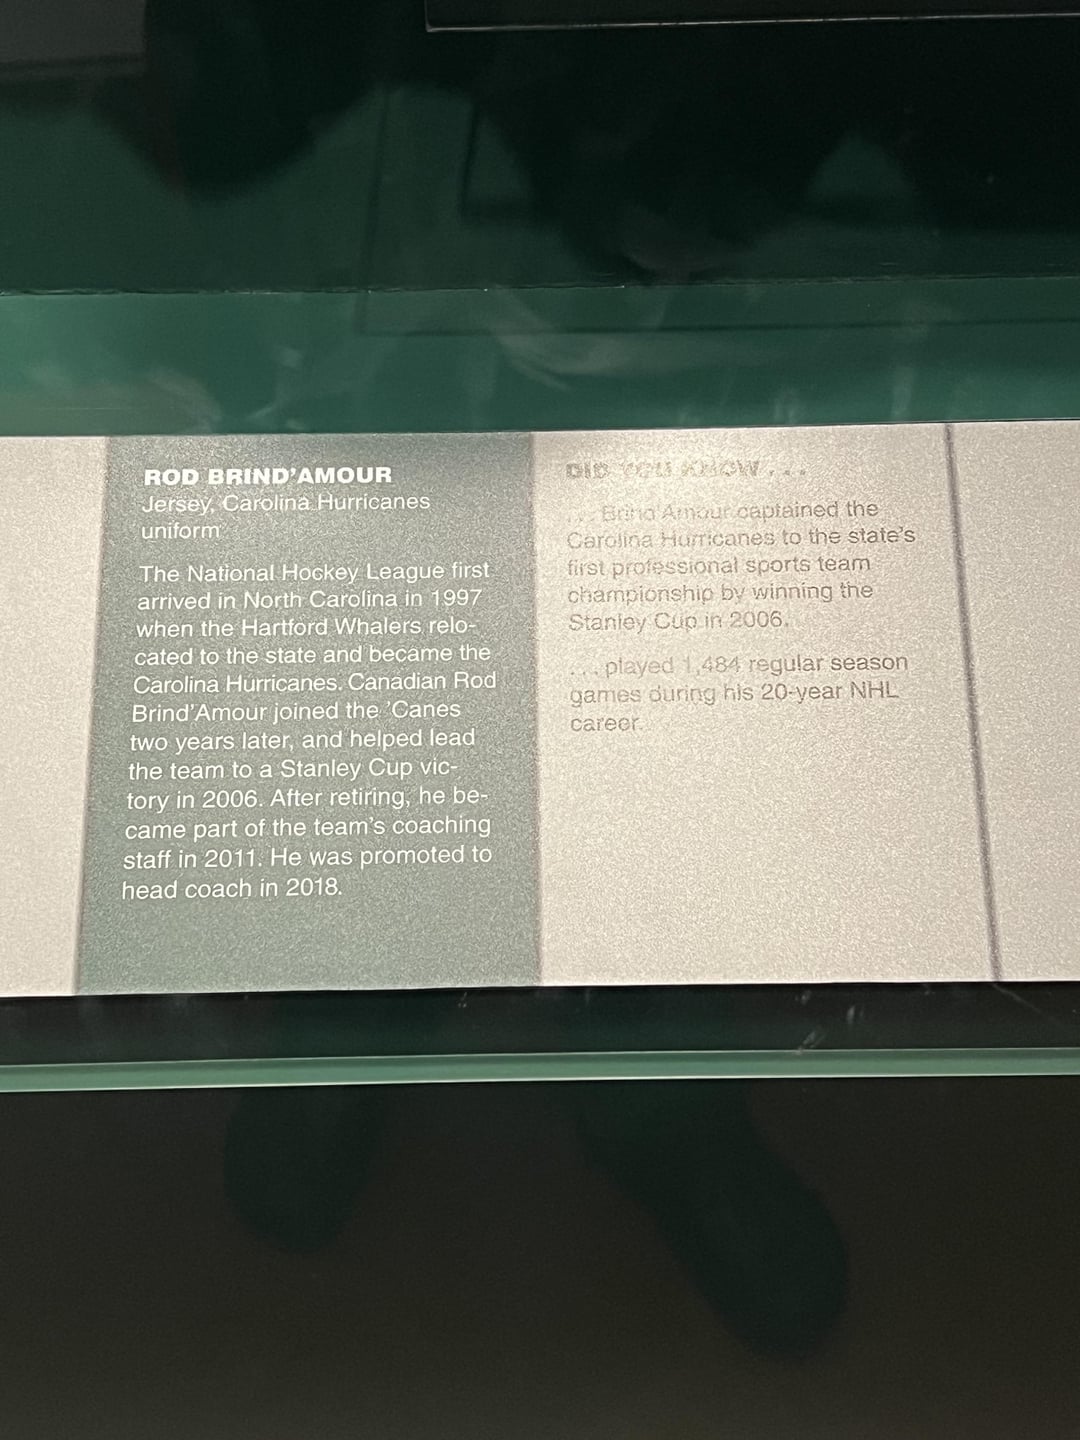 ROD BRIND'AMOUR
Jersey, Carolina Hurricanes
uniform
The National Hockey League first
arrived in North Carolina in 1997
when the Hartford Whalers relo-
cated to the state and became the
Carolina Hurricanes. Canadian Rod
Brind'Amour joined the 'Canes
two years later, and helped lead
the team to a Stanley Cup vic-
tory in 2006. After retiring, he be-
came part of the team's coaching
staff in 2011. He was promoted to
head coach in 2018.
DID YOU KNOW . . .
. . . Brind'Amour captained the
Carolina Hurricanes to the state's
first professional sports team
championship by winning the
Stanley Cup in 2006.
. . . played 1,484 regular season
games during his 20-year NHL
career.